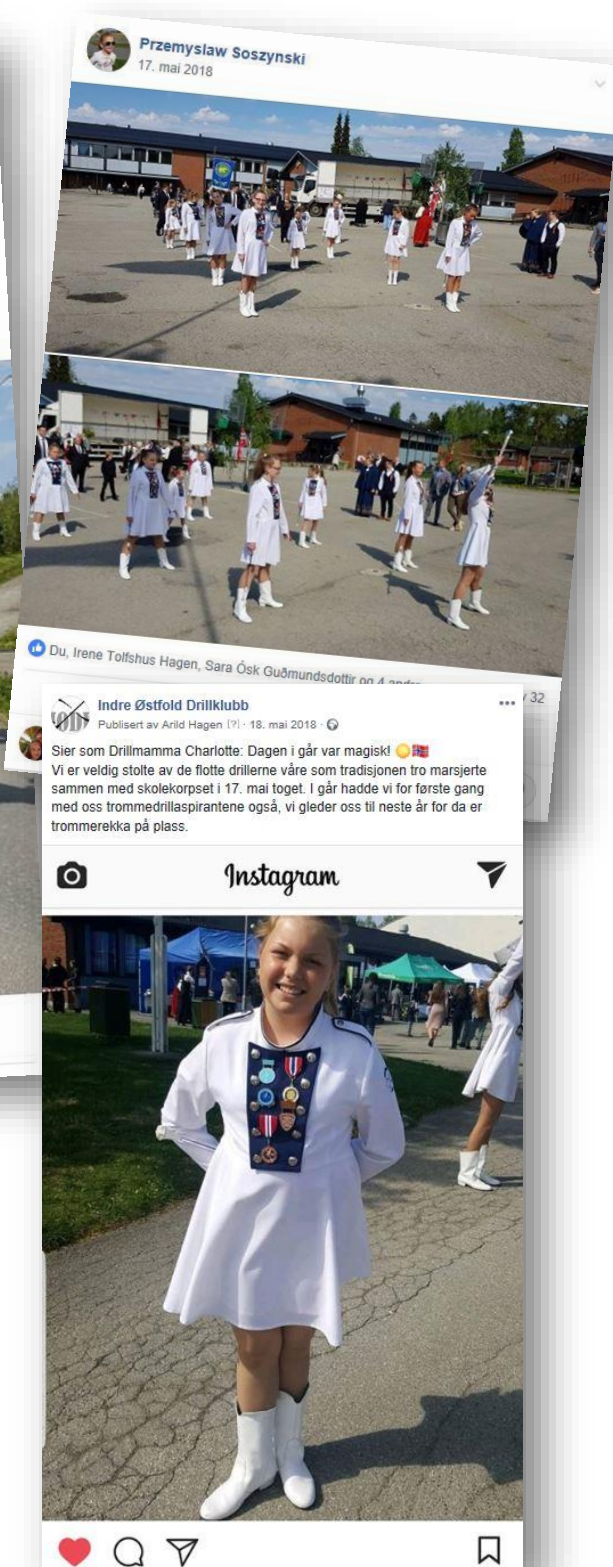 Przemyslaw Soszynski
17. mai 2018
Du, Irene Tolfshus Hagen, Sara Ósk Guðmundsdottir og 4 andre
32
Indre Østfold Drillklubb
Publisert av Arild Hagen [?] · 18. mai 2018 ·
Sier som Drillmamma Charlotte: Dagen i går var magisk!
Vi er veldig stolte av de flotte drillerne våre som tradisjonen tro marsjerte
sammen med skolekorpset i 17. mai toget. I går hadde vi for første gang
med oss trommedrillaspirantene også, vi gleder oss til neste år for da er
trommerekka på plass.
Instagram